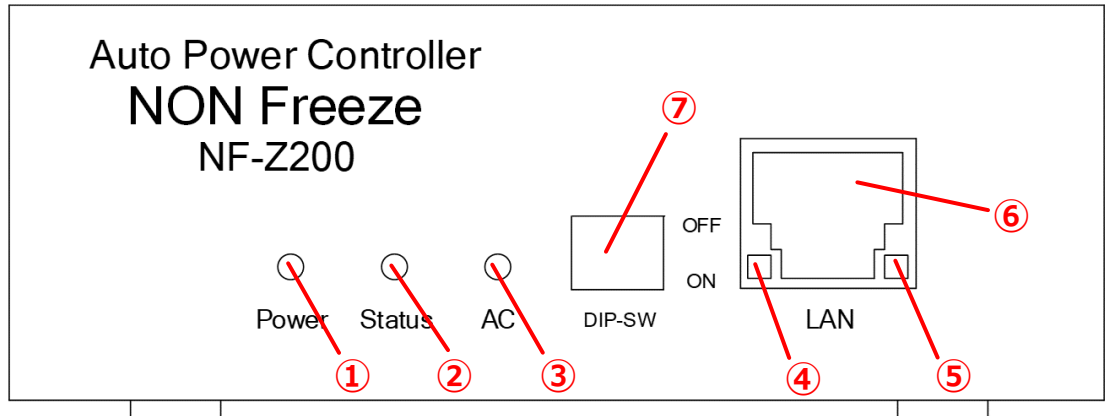 Auto Power Controller
NON Freeze
NF-Z200
⑦
OFF
⑥
ON
Power
Status
AC
DIP-SW
LAN
①
②
③
④
⑤